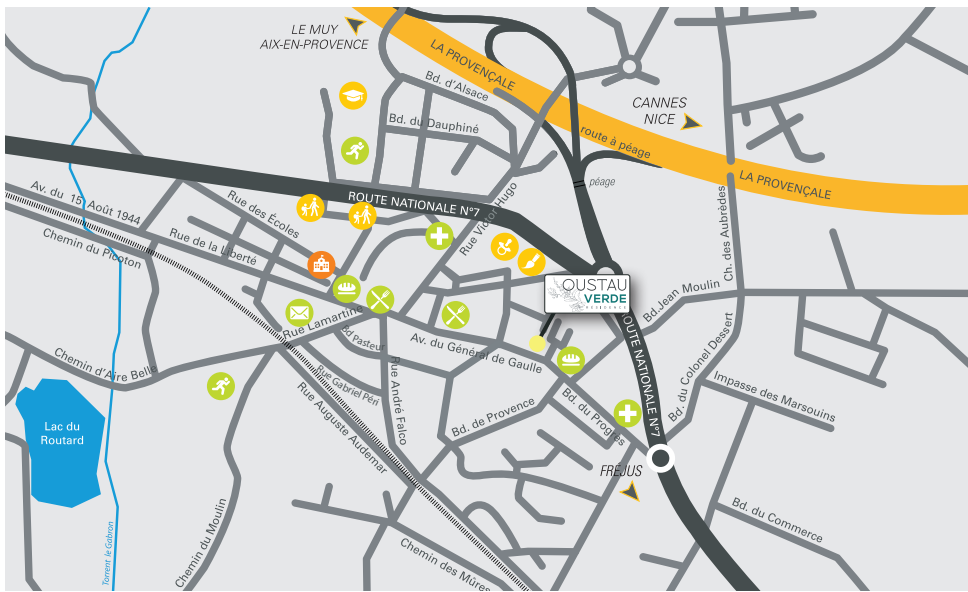 LE MUY
AIX-EN-PROVENCE
LA PROVENÇALE
Bd. d'Alsace
CANNES
NICE
Bd. du Dauphiné
route à péage
péage
LA PROVENÇALE
Av. du 15 Août 1944
Rue des Écoles
ROUTE NATIONALE N°7
Rue Victor Hugo
Ch. des Aubrèdes
Chemin du Picoton
Rue de la Liberté
OUSTAU
VERDE
RÉSIDENCE
Bd.Jean Moulin
Rue Lamartine
Bd Pasteur
Av. du Général de Gaulle
ROUTE NATIONALE N°7
Bd. du Colonel Dessert
Chemin d'Aire Belle
Rue Gabriel Péri
Rue André Falco
Impasse des Marsouins
Rue Auguste Audemar
Bd. de Provence
Bd. du Progrès
Lac du
Routard
FRÉJUS
Bd. du Commerce
Torrent le Gabron
Chemin du Moulin
Chemin des Mûres